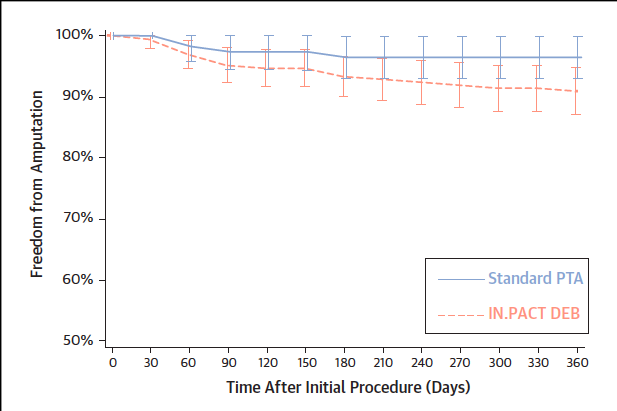 Freedom from Amputation
100%
90%
80%
70%
60%
50%
Standard PTA
IN.PACT DEB
0 30 60 90 120 150 180 210 240 270 300 330 360
Time After Initial Procedure (Days)